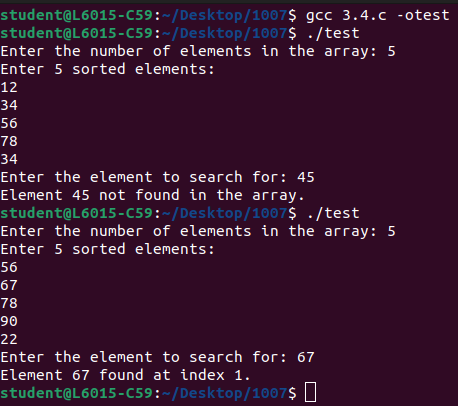 student@L6015-C59:~/Desktop/1007$ gcc 3.4.c -otest
student@L6015-C59:~/Desktop/1007$ ./test
Enter the number of elements in the array: 5
Enter 5 sorted elements:
12
34
56
78
34
Enter the element to search for: 45
Element 45 not found in the array.
student@L6015-C59:~/Desktop/1007$ ./test
Enter the number of elements in the array: 5
Enter 5 sorted elements:
56
67
78
90
22
Enter the element to search for: 67
Element 67 found at index 1.
student@L6015-C59:~/Desktop/1007$